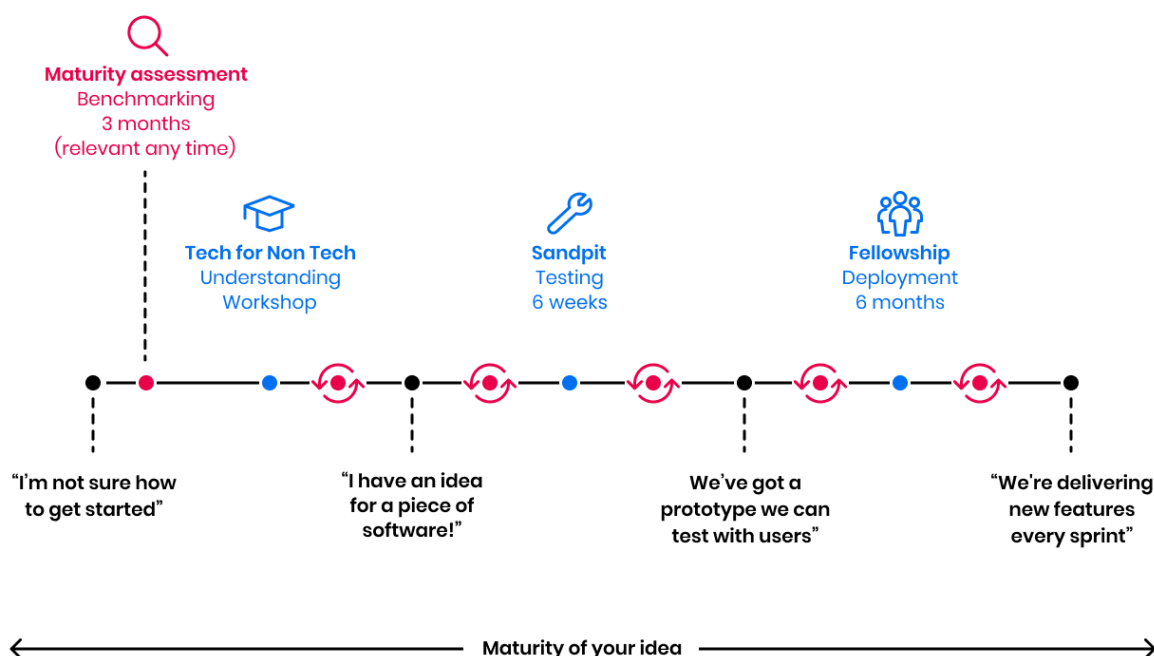 Maturity assessment
Benchmarking
3 months
(relevant any time)
Tech for Non Tech
Understanding
Workshop
Sandpit
Testing
6 weeks
Fellowship
Deployment
6 months
“I’m not sure how
to get started”
“I have an idea
for a piece of
software!”
We’ve got a
prototype we can
test with users”
“We're delivering
new features
every sprint”
Maturity of your idea